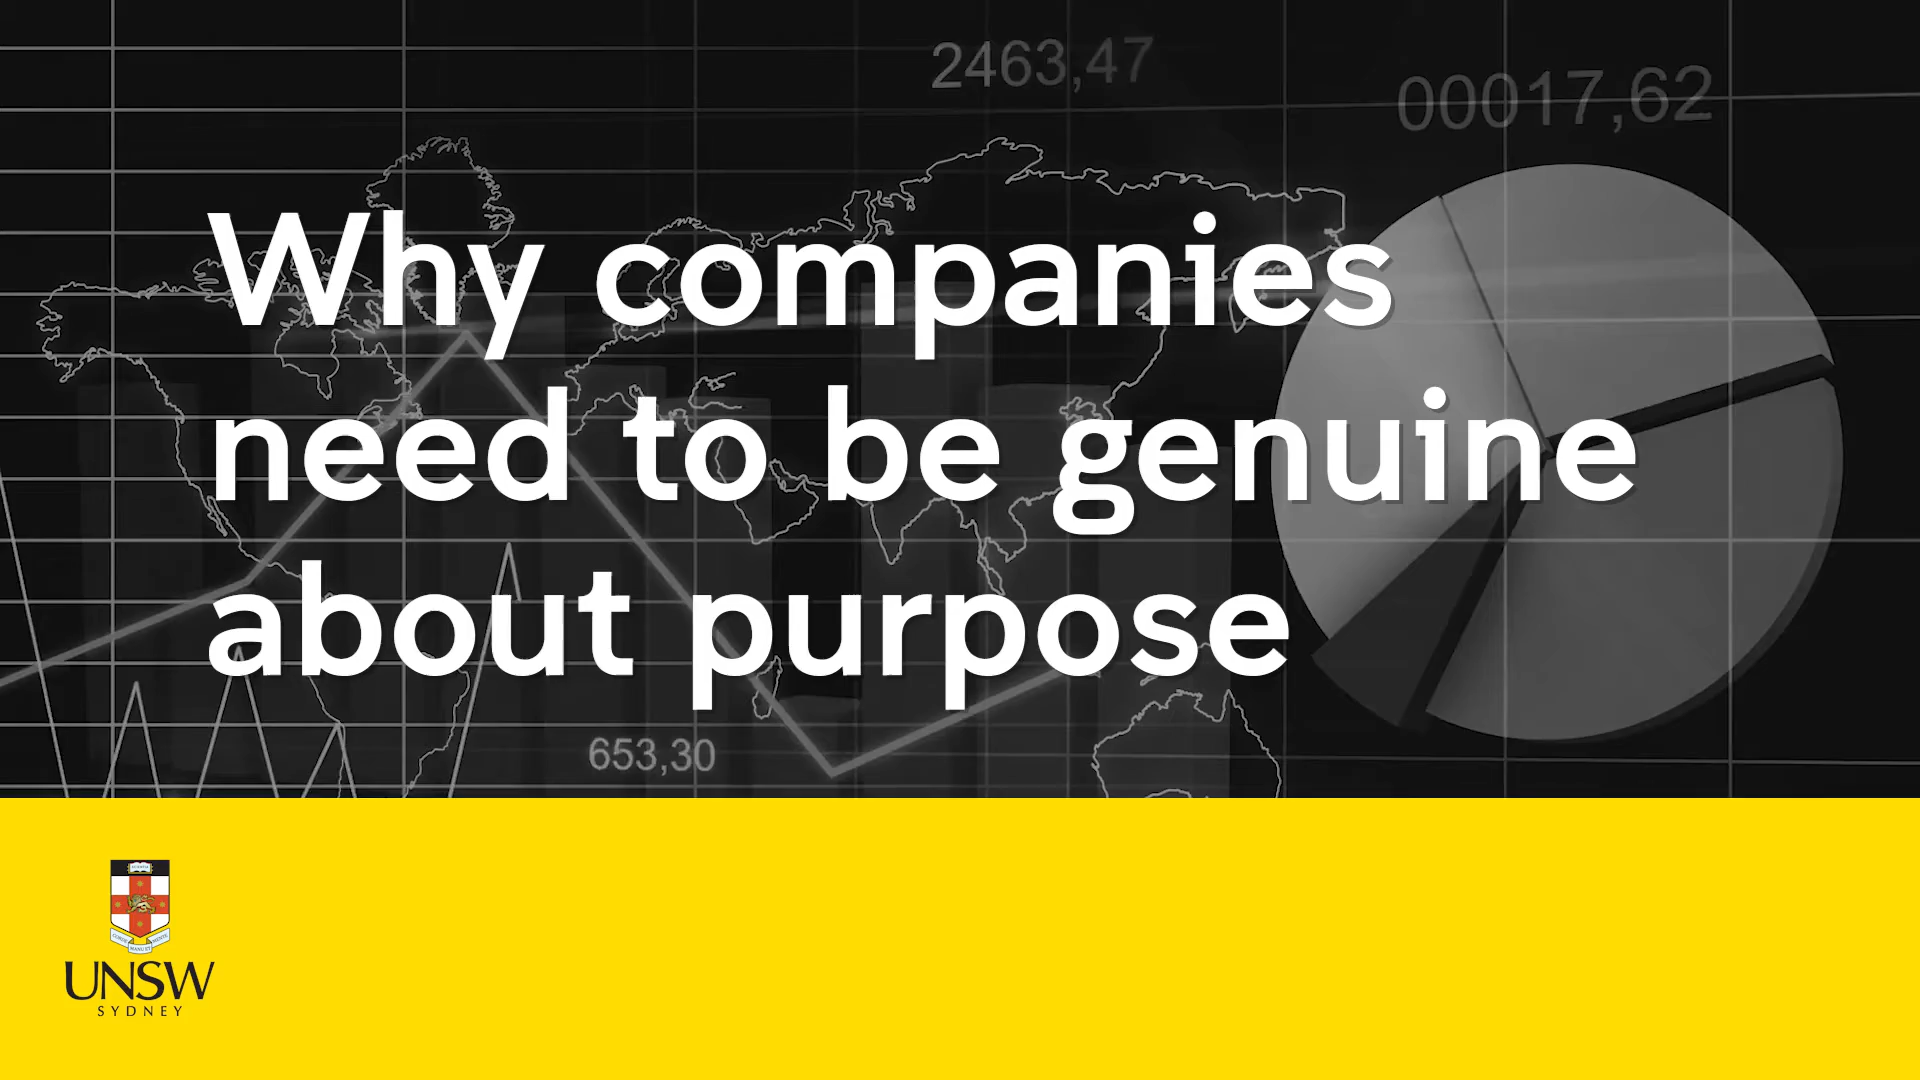 2463,47
00017,62
Why companies
need to be genuine
about purpose
653,30
UNSW
SYDNEY